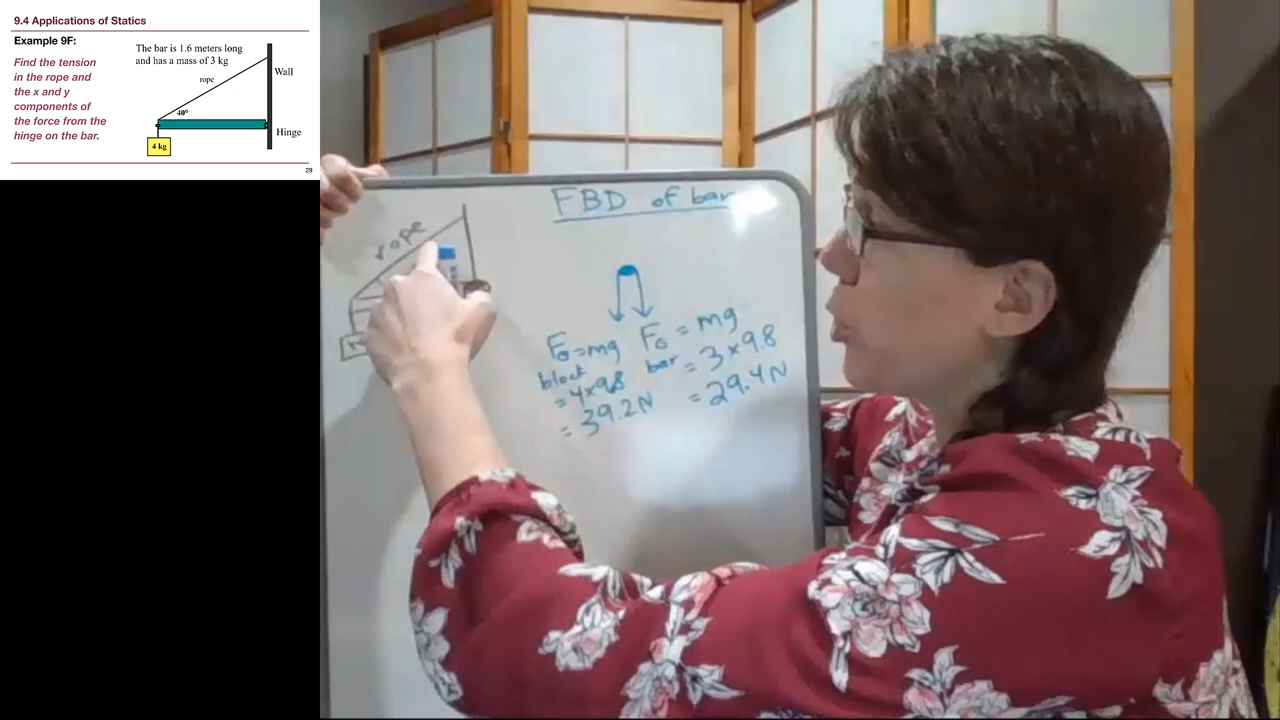 9.4 Applications of Statics
Example 9F:
Find the tension
in the rope and
the x and y
components of
the force from the
hinge on the bar.
The bar is 1.6 meters long
and has a mass of 3 kg
rope
Wall
40°
Hinge
4 kg
29
rope
FBD of bar
FG = mg
block
= 4×9.8
= 39.2N
FG = mg
bar = 3×9.8
= 29.4N